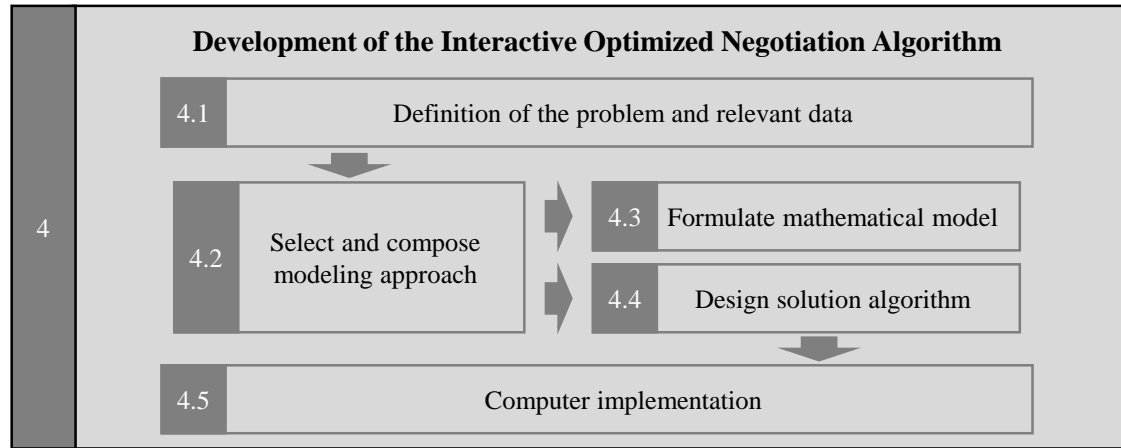 4
Development of the Interactive Optimized Negotiation Algorithm
4.1
Definition of the problem and relevant data
4.2
Select and compose
modeling approach
4.3
Formulate mathematical model
4.4
Design solution algorithm
4.5
Computer implementation